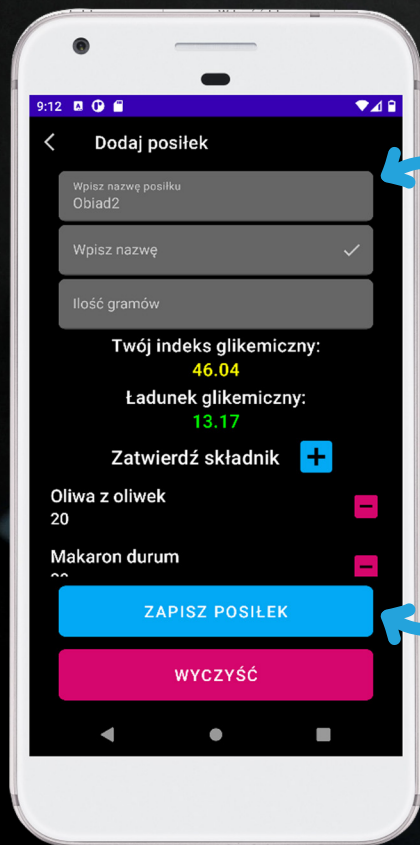 9:12
Dodaj posiłek
Wpisz nazwę posiłku
Obiad2
Wpisz nazwę
Ilość gramów
Twój indeks glikemiczny:
46.04
Ładunek glikemiczny:
13.17
Zatwierdź składnik
Oliwa z oliwek
20
Makaron durum
ZAPISZ POSIŁEK
WYCZYŚĆ